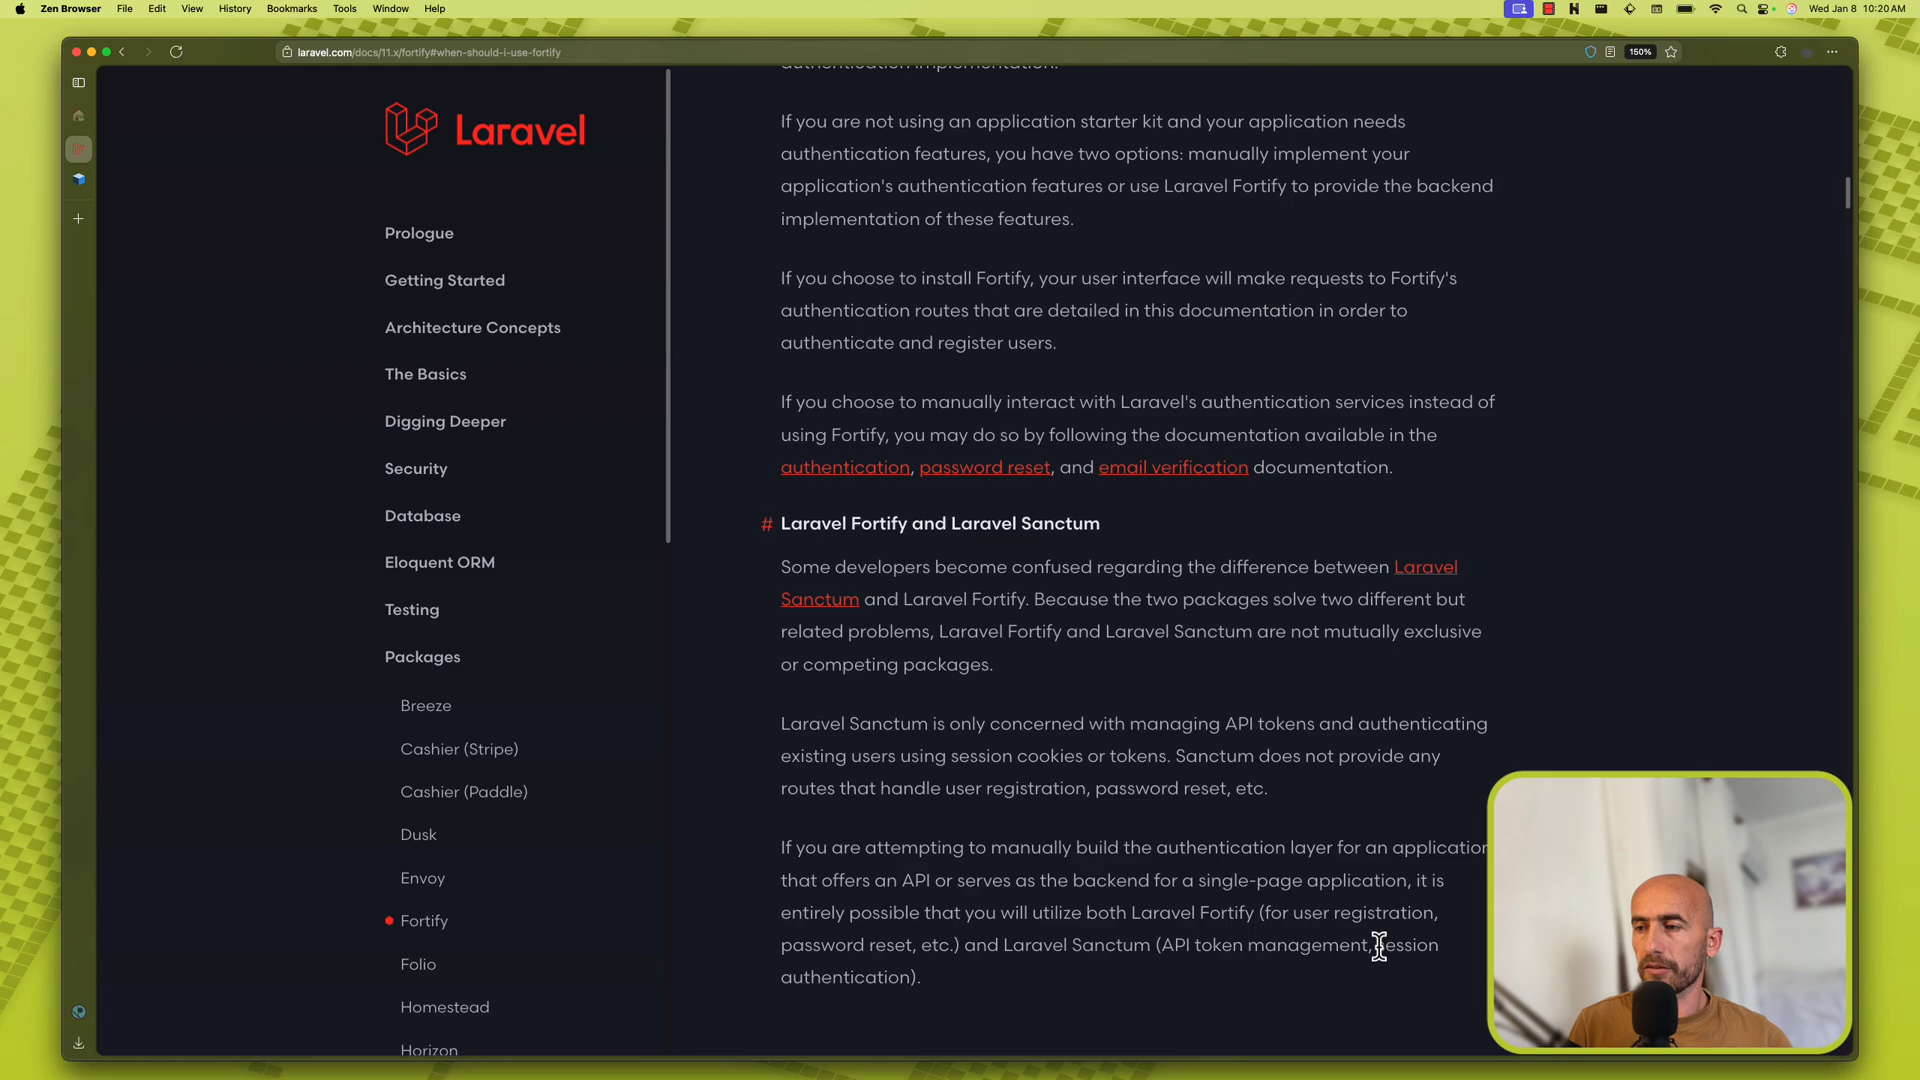 Zen Browser File Edit View History Bookmarks Tools Window Help
Wed Jan 8 10:20 AM
laravel.com/docs/11.x/fortify#when-should-i-use-fortify
150%
Laravel
Prologue
Getting Started
Architecture Concepts
The Basics
Digging Deeper
Security
Database
Eloquent ORM
Testing
Packages
Breeze
Cashier (Stripe)
Cashier (Paddle)
Dusk
Envoy
Fortify
Folio
Homestead
Horizon
authentication implementation.
If you are not using an application starter kit and your application needs
authentication features, you have two options: manually implement your
application's authentication features or use Laravel Fortify to provide the backend
implementation of these features.
If you choose to install Fortify, your user interface will make requests to Fortify's
authentication routes that are detailed in this documentation in order to
authenticate and register users.
If you choose to manually interact with Laravel's authentication services instead of
using Fortify, you may do so by following the documentation available in the
authentication, password reset, and email verification documentation.
# Laravel Fortify and Laravel Sanctum
Some developers become confused regarding the difference between Laravel
Sanctum and Laravel Fortify. Because the two packages solve two different but
related problems, Laravel Fortify and Laravel Sanctum are not mutually exclusive
or competing packages.
Laravel Sanctum is only concerned with managing API tokens and authenticating
existing users using session cookies or tokens. Sanctum does not provide any
routes that handle user registration, password reset, etc.
If you are attempting to manually build the authentication layer for an application
that offers an API or serves as the backend for a single-page application, it is
entirely possible that you will utilize both Laravel Fortify (for user registration,
password reset, etc.) and Laravel Sanctum (API token management, session
authentication).